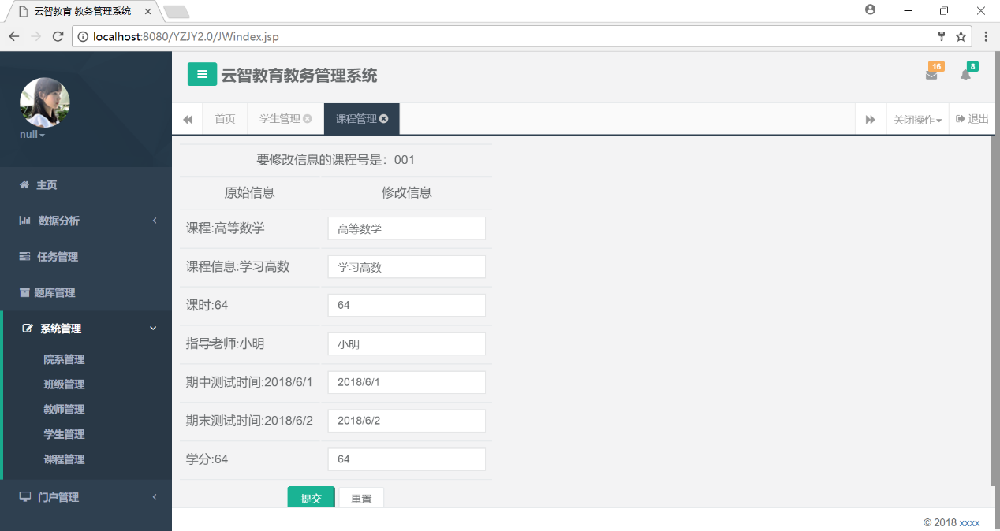 云智教育 教务管理系统
localhost:8080/YZJY2.0/JWindex.jsp
null
主页
数据分析
任务管理
题库管理
系统管理
院系管理
班级管理
教师管理
学生管理
课程管理
门户管理
云智教育教务管理系统
16
8
首页
学生管理
课程管理
关闭操作
退出
要修改信息的课程号是：001
原始信息 修改信息
课程:高等数学 高等数学
课程信息:学习高数 学习高数
课时:64 64
指导老师:小明 小明
期中测试时间:2018/6/1 2018/6/1
期末测试时间:2018/6/2 2018/6/2
学分:64 64
提交 重置
© 2018 xxxx